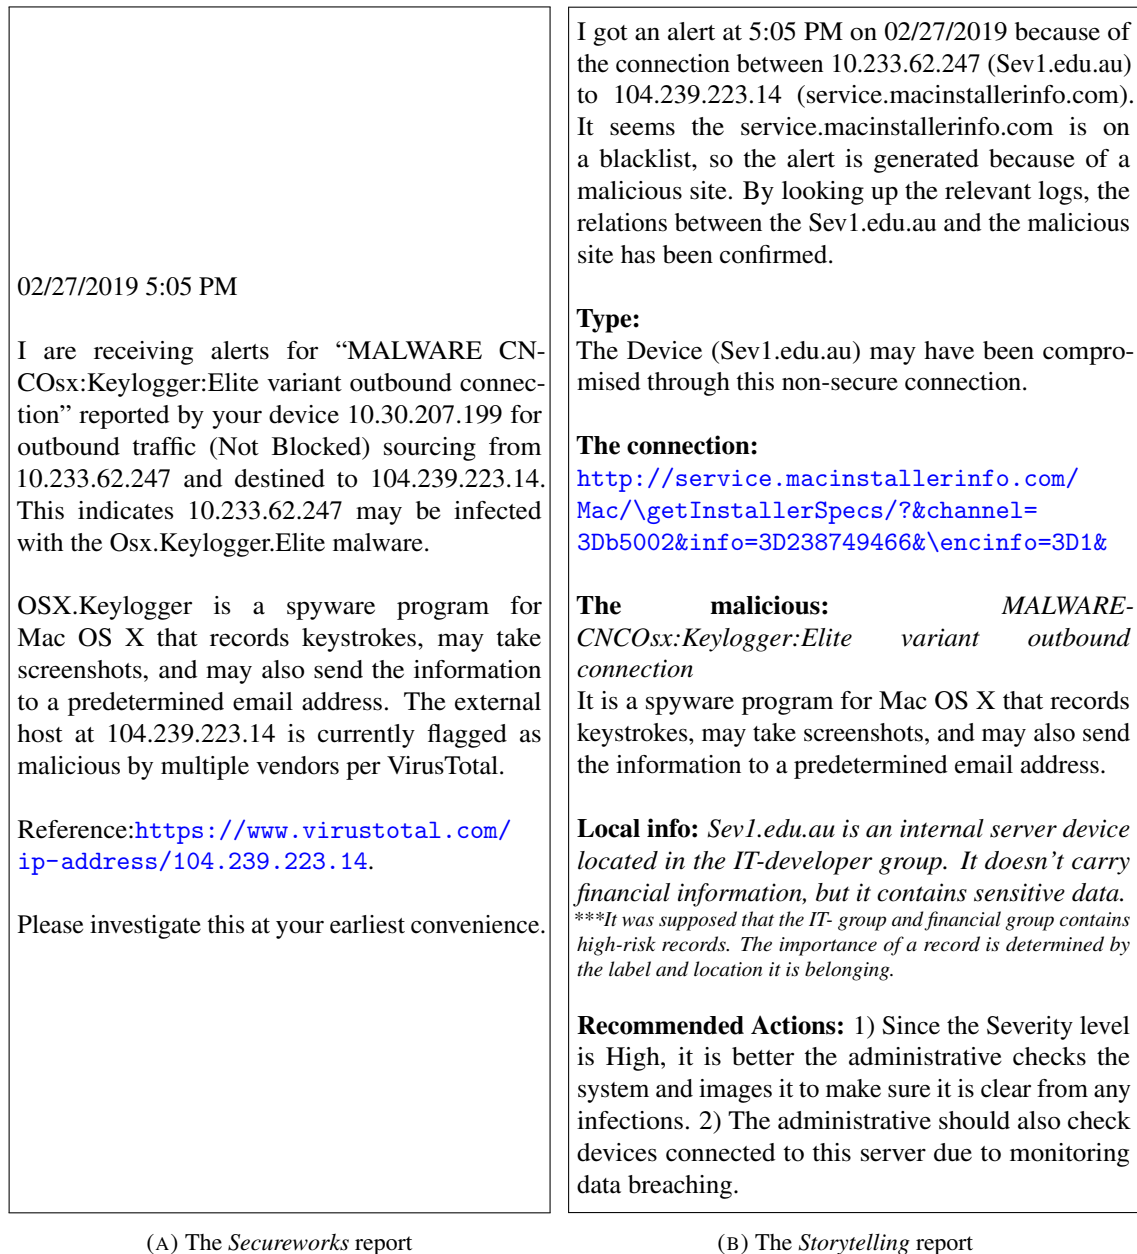 02/27/2019 5:05 PM
I are receiving alerts for “MALWARE CN-
COsx:Keylogger:Elite variant outbound connec-
tion” reported by your device 10.30.207.199 for
outbound traffic (Not Blocked) sourcing from
10.233.62.247 and destined to 104.239.223.14.
This indicates 10.233.62.247 may be infected
with the Osx.Keylogger.Elite malware.
OSX.Keylogger is a spyware program for
Mac OS X that records keystrokes, may take
screenshots, and may also send the information
to a predetermined email address. The external
host at 104.239.223.14 is currently flagged as
malicious by multiple vendors per VirusTotal.
Reference:https://www.virustotal.com/
ip-address/104.239.223.14.
Please investigate this at your earliest convenience.
(A) The Secureworks report
I got an alert at 5:05 PM on 02/27/2019 because of
the connection between 10.233.62.247 (Sev1.edu.au)
to 104.239.223.14 (service.macinstallerinfo.com).
It seems the service.macinstallerinfo.com is on
a blacklist, so the alert is generated because of a
malicious site. By looking up the relevant logs, the
relations between the Sev1.edu.au and the malicious
site has been confirmed.
Type:
The Device (Sev1.edu.au) may have been compro-
mised through this non-secure connection.
The connection:
http://service.macinstallerinfo.com/
Mac/\getInstallerSpecs/?&channel=
3Db5002&info=3D238749466&\encinfo=3D1&
The malicious: MALWARE-
CNCOsx:Keylogger:Elite variant outbound
connection
It is a spyware program for Mac OS X that records
keystrokes, may take screenshots, and may also send
the information to a predetermined email address.
Local info: Sev1.edu.au is an internal server device
located in the IT-developer group. It doesn’t carry
financial information, but it contains sensitive data.
***It was supposed that the IT- group and financial group contains
high-risk records. The importance of a record is determined by
the label and location it is belonging.
Recommended Actions: 1) Since the Severity level
is High, it is better the administrative checks the
system and images it to make sure it is clear from any
infections. 2) The administrative should also check
devices connected to this server due to monitoring
data breaching.
(B) The Storytelling report